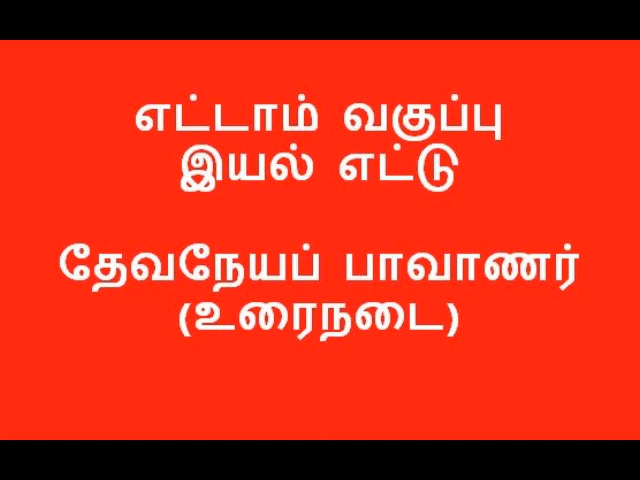 எட்டாம் வகுப்பு
இயல் எட்டு
தேவநேயப் பாவாணர்
(உரைநடை)